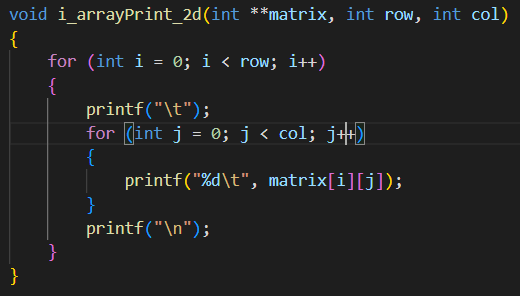 void i_arrayPrint_2d(int **matrix, int row, int col)
{
    for (int i = 0; i < row; i++)
    {
        printf("\t");
        for (int j = 0; j < col; j++)
        {
            printf("%d\t", matrix[i][j]);
        }
        printf("\n");
    }
}